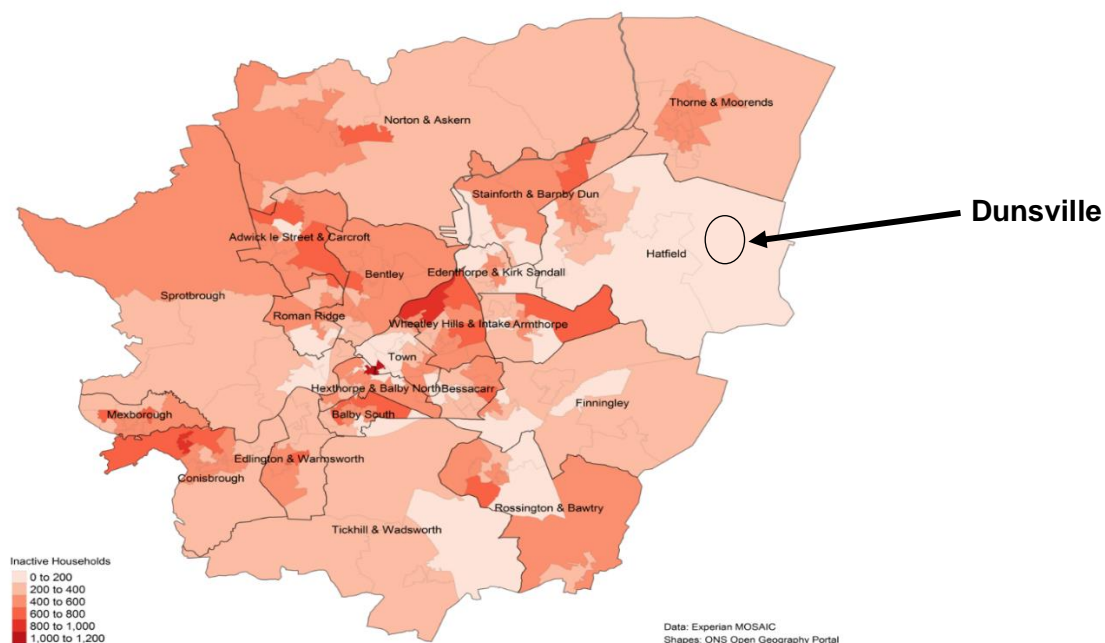 Thorne & Moorends
Norton & Askern
Stainforth & Barnby Dun
Dunsville
Adwick le Street & Carcroft
Hatfield
Bentley
Edenthorpe & Kirk Sandall
Sprotbrough
Roman Ridge
Wheatley Hills & Intake
Armthorpe
Town
Hexthorpe & Balby North
Bessacarr
Finningley
Mexborough
Balby South
Edlington & Warmsworth
Conisbrough
Rossington & Bawtry
Tickhill & Wadsworth
Inactive Households
0 to 200
200 to 400
400 to 600
600 to 800
800 to 1,000
1,000 to 1,200
Data: Experian MOSAIC
Shapes: ONS Open Geography Portal